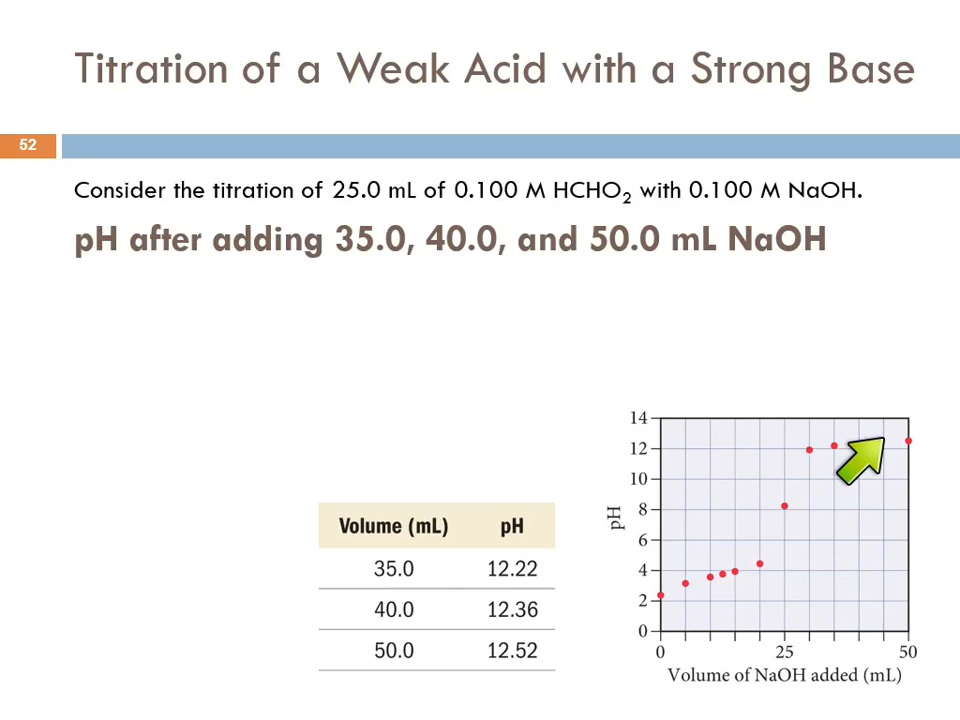 Titration of a Weak Acid with a Strong Base
52
Consider the titration of 25.0 mL of 0.100 M HCHO₂ with 0.100 M NaOH.
pH after adding 35.0, 40.0, and 50.0 mL NaOH
Volume (mL) pH
35.0 12.22
40.0 12.36
50.0 12.52
14
12
10
8
6
4
2
0
pH
0 25 50
Volume of NaOH added (mL)